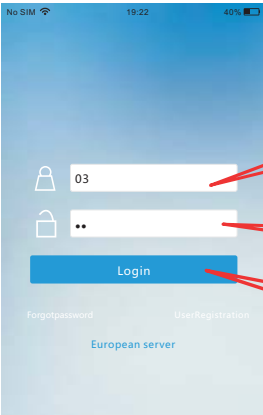 No SIM 19:22 40%
03
••
Login
Forgotpassword UserRegistration
European server